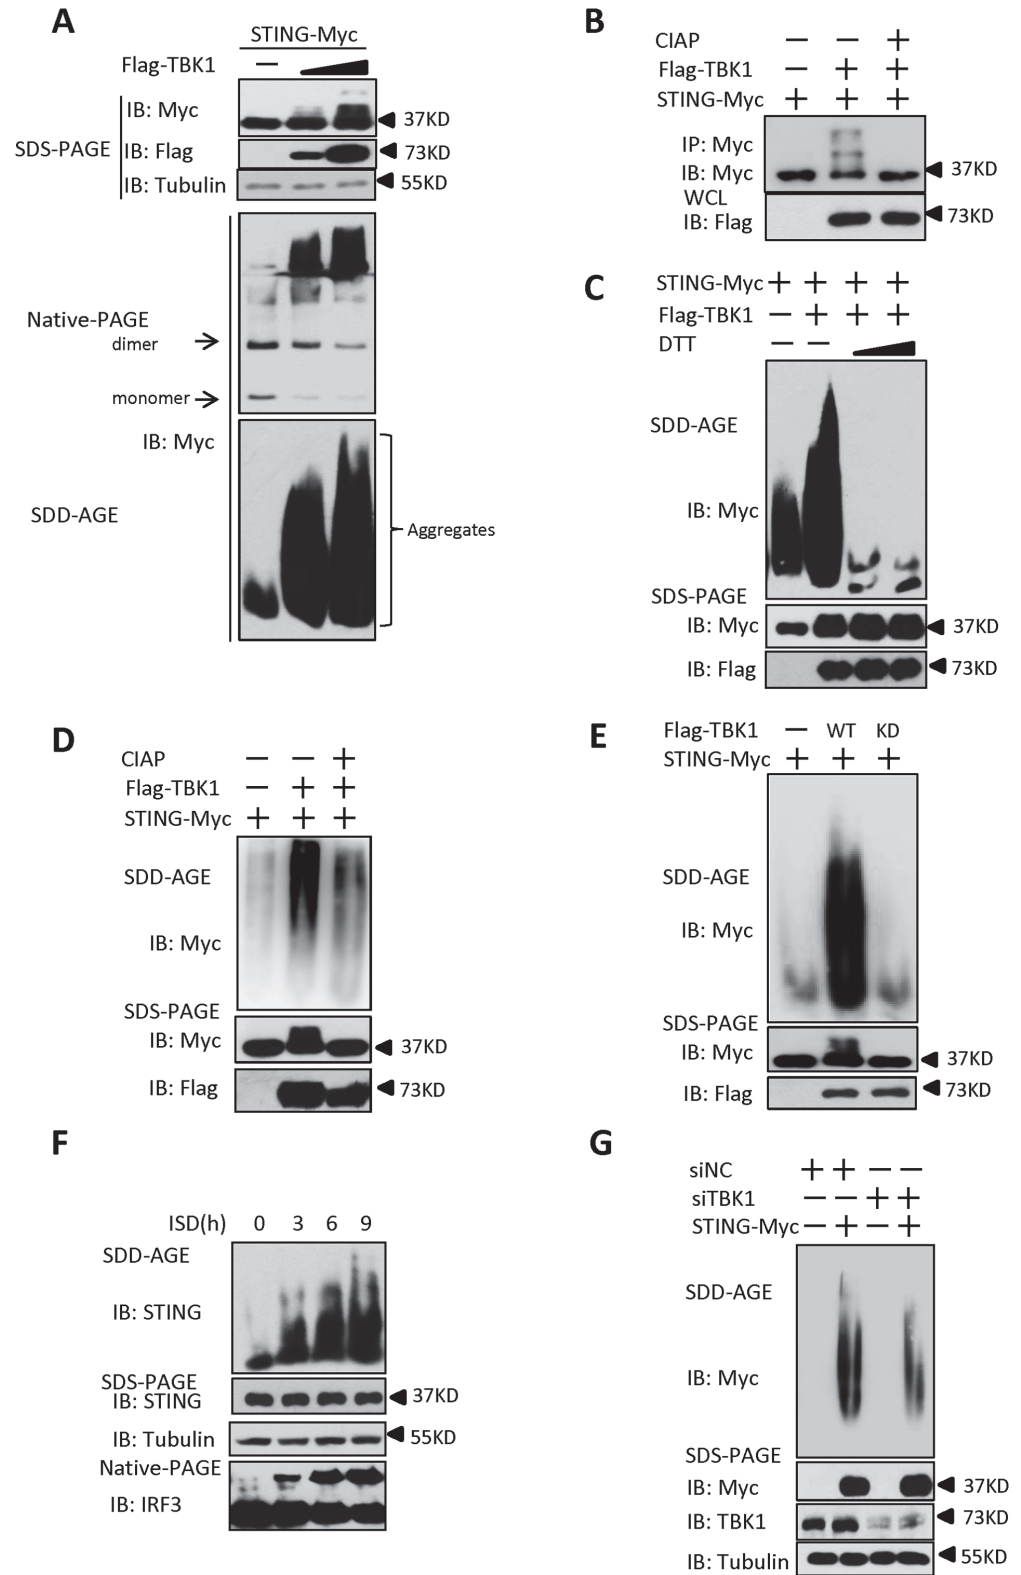 A
STING-Myc
Flag-TBK1 —
IB: Myc 37KD
SDS-PAGE IB: Flag 73KD
IB: Tubulin 55KD
Native-PAGE
dimer
monomer
IB: Myc
SDD-AGE
Aggregates
B
CIAP — — +
Flag-TBK1 — + +
STING-Myc + + +
IP: Myc
IB: Myc 37KD
WCL
IB: Flag 73KD
C
STING-Myc + + + +
Flag-TBK1 — + + +
DTT — —
SDD-AGE
IB: Myc
SDS-PAGE
IB: Myc 37KD
IB: Flag 73KD
D
CIAP — — +
Flag-TBK1 — + +
STING-Myc + + +
SDD-AGE
IB: Myc
SDS-PAGE
IB: Myc 37KD
IB: Flag 73KD
E
Flag-TBK1 — WT KD
STING-Myc + + +
SDD-AGE
IB: Myc
SDS-PAGE
IB: Myc 37KD
IB: Flag 73KD
F
ISD(h) 0 3 6 9
SDD-AGE
IB: STING
SDS-PAGE
IB: STING 37KD
IB: Tubulin 55KD
Native-PAGE
IB: IRF3
G
siNC + + — —
siTBK1 — — + +
STING-Myc — + — +
SDD-AGE
IB: Myc
SDS-PAGE
IB: Myc 37KD
IB: TBK1 73KD
IB: Tubulin 55KD